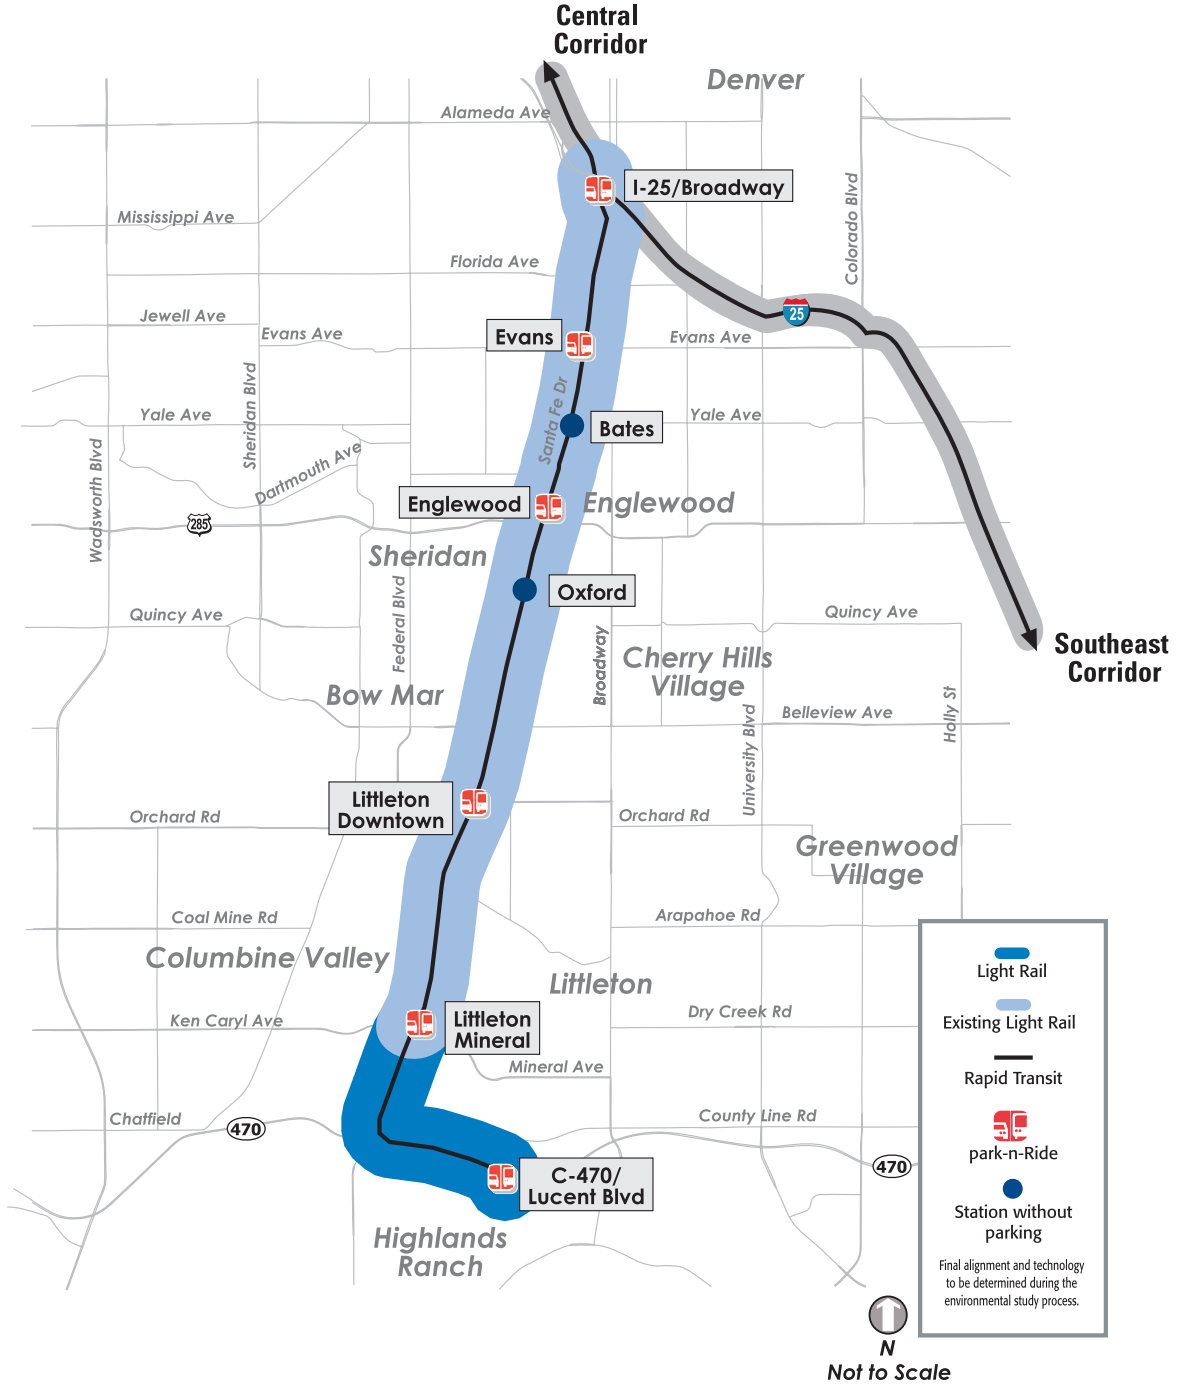 Central
Corridor
Denver
Alameda Ave
I-25/Broadway
Mississippi Ave
Colorado Blvd
Florida Ave
Jewell Ave
25
Evans Ave
Evans
Evans Ave
Sheridan Blvd
Santa Fe Dr
Yale Ave
Yale Ave
Bates
Wadsworth Blvd
Dartmouth Ave
Englewood
Englewood
285
Sheridan
Federal Blvd
Oxford
Quincy Ave
Quincy Ave
Broadway
Cherry Hills
Village
Southeast
Corridor
Bow Mar
Holly St
University Blvd
Belleview Ave
Littleton
Downtown
Orchard Rd
Orchard Rd
Greenwood
Village
Coal Mine Rd
Arapahoe Rd
Columbine Valley
Littleton
Ken Caryl Ave
Littleton
Mineral
Dry Creek Rd
Mineral Ave
Chatfield
470
County Line Rd
470
C-470/
Lucent Blvd
Highlands
Ranch
Light Rail
Existing Light Rail
Rapid Transit
park-n-Ride
Station without
parking
Final alignment and technology
to be determined during the
environmental study process.
N
Not to Scale